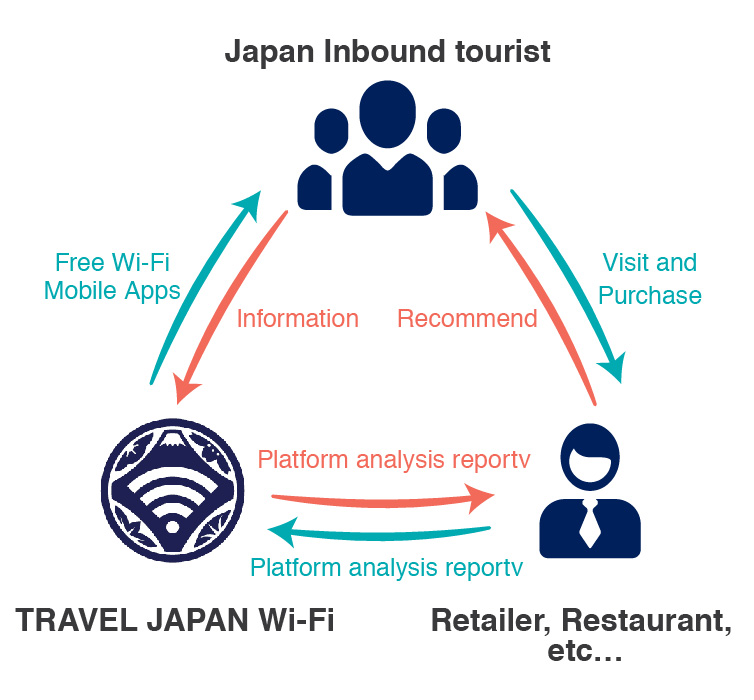 Japan Inbound tourist
Free Wi-Fi
Mobile Apps
Visit and
Purchase
Information
Recommend
Platform analysis reportv
Platform analysis reportv
TRAVEL JAPAN Wi-Fi
Retailer, Restaurant,
etc…